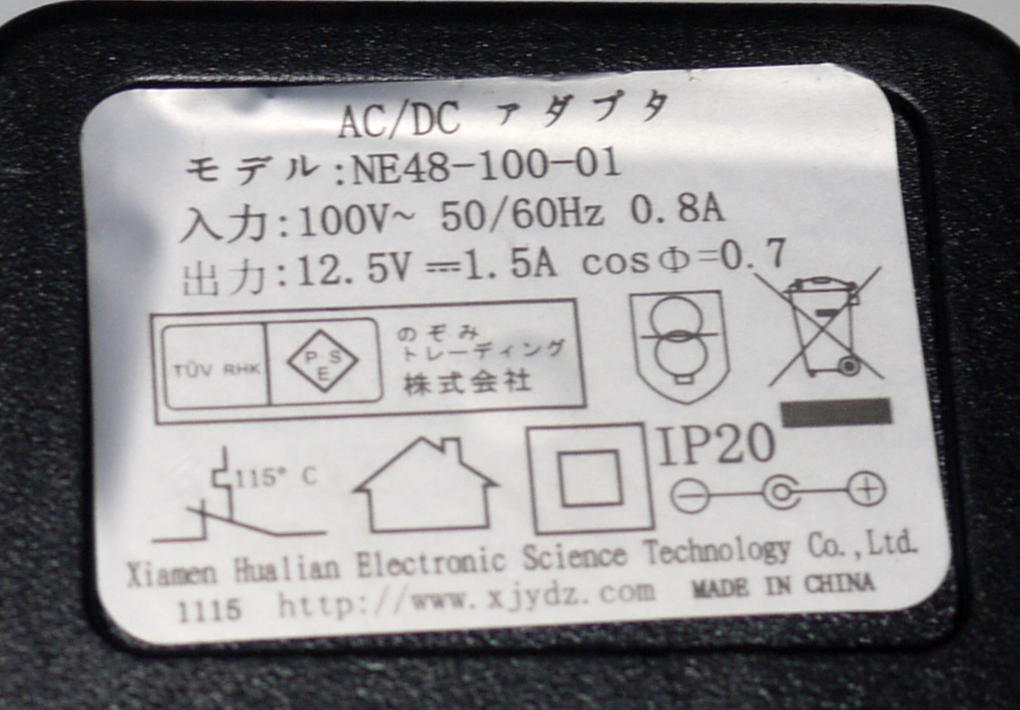 AC/DC アダプタ
モデル:NE48-100-01
入力:100V~ 50/60Hz 0.8A
出力:12.5V ⎓1.5A cosΦ=0.7
TÜV RHK
PSE
のぞみ
トレーディング
株式会社
115° C
IP20
Xiamen Hualian Electronic Science Technology Co.,Ltd.
1115 http://www.xjydz.com MADE IN CHINA